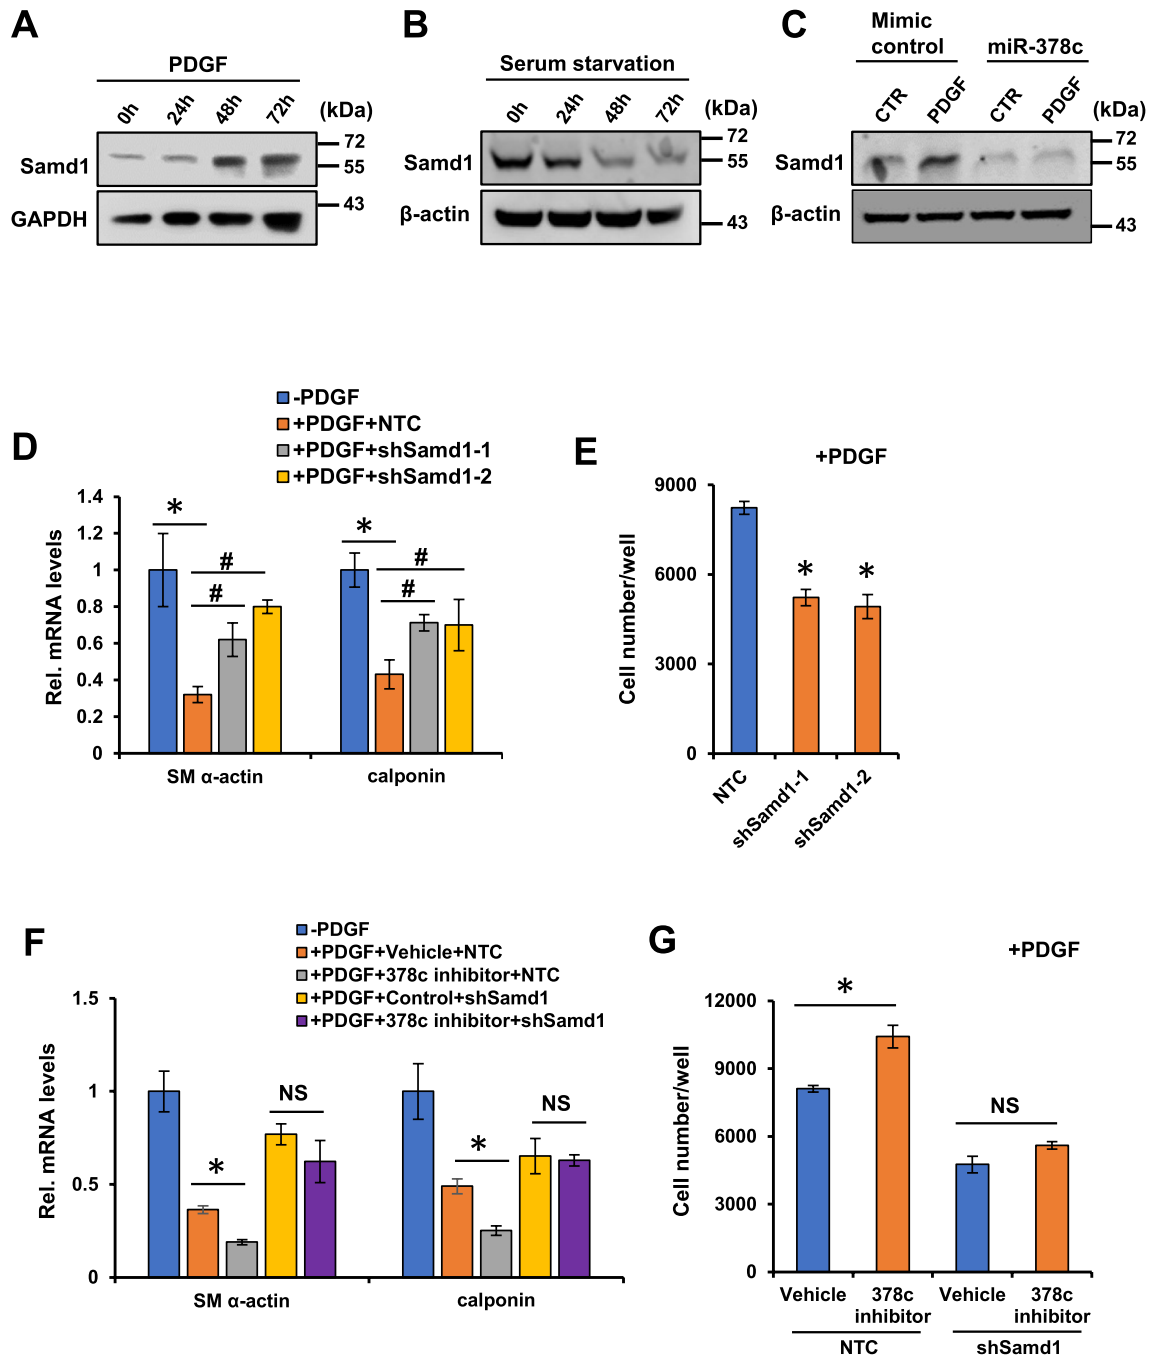 A
PDGF
0h 24h 48h 72h (kDa)
Samd1
72
55
GAPDH
43
B
Serum starvation
0h 24h 48h 72h (kDa)
Samd1
72
55
β-actin
43
C
Mimic
control
miR-378c
CTR PDGF CTR PDGF (kDa)
Samd1
72
55
β-actin
43
D
-PDGF
+PDGF+NTC
+PDGF+shSamd1-1
+PDGF+shSamd1-2
Rel. mRNA levels
1.4
1.2
1
0.8
0.6
0.4
0.2
0
* # #
* # #
SM α-actin calponin
E
+PDGF
Cell number/well
9000
6000
3000
0
* *
NTC shSamd1-1 shSamd1-2
F
-PDGF
+PDGF+Vehicle+NTC
+PDGF+378c inhibitor+NTC
+PDGF+Control+shSamd1
+PDGF+378c inhibitor+shSamd1
Rel. mRNA levels
1.5
1
0.5
0
* NS * NS
SM α-actin calponin
G
+PDGF
Cell number/well
12000
9000
6000
3000
0
* NS
Vehicle 378c Vehicle 378c
inhibitor inhibitor
NTC shSamd1